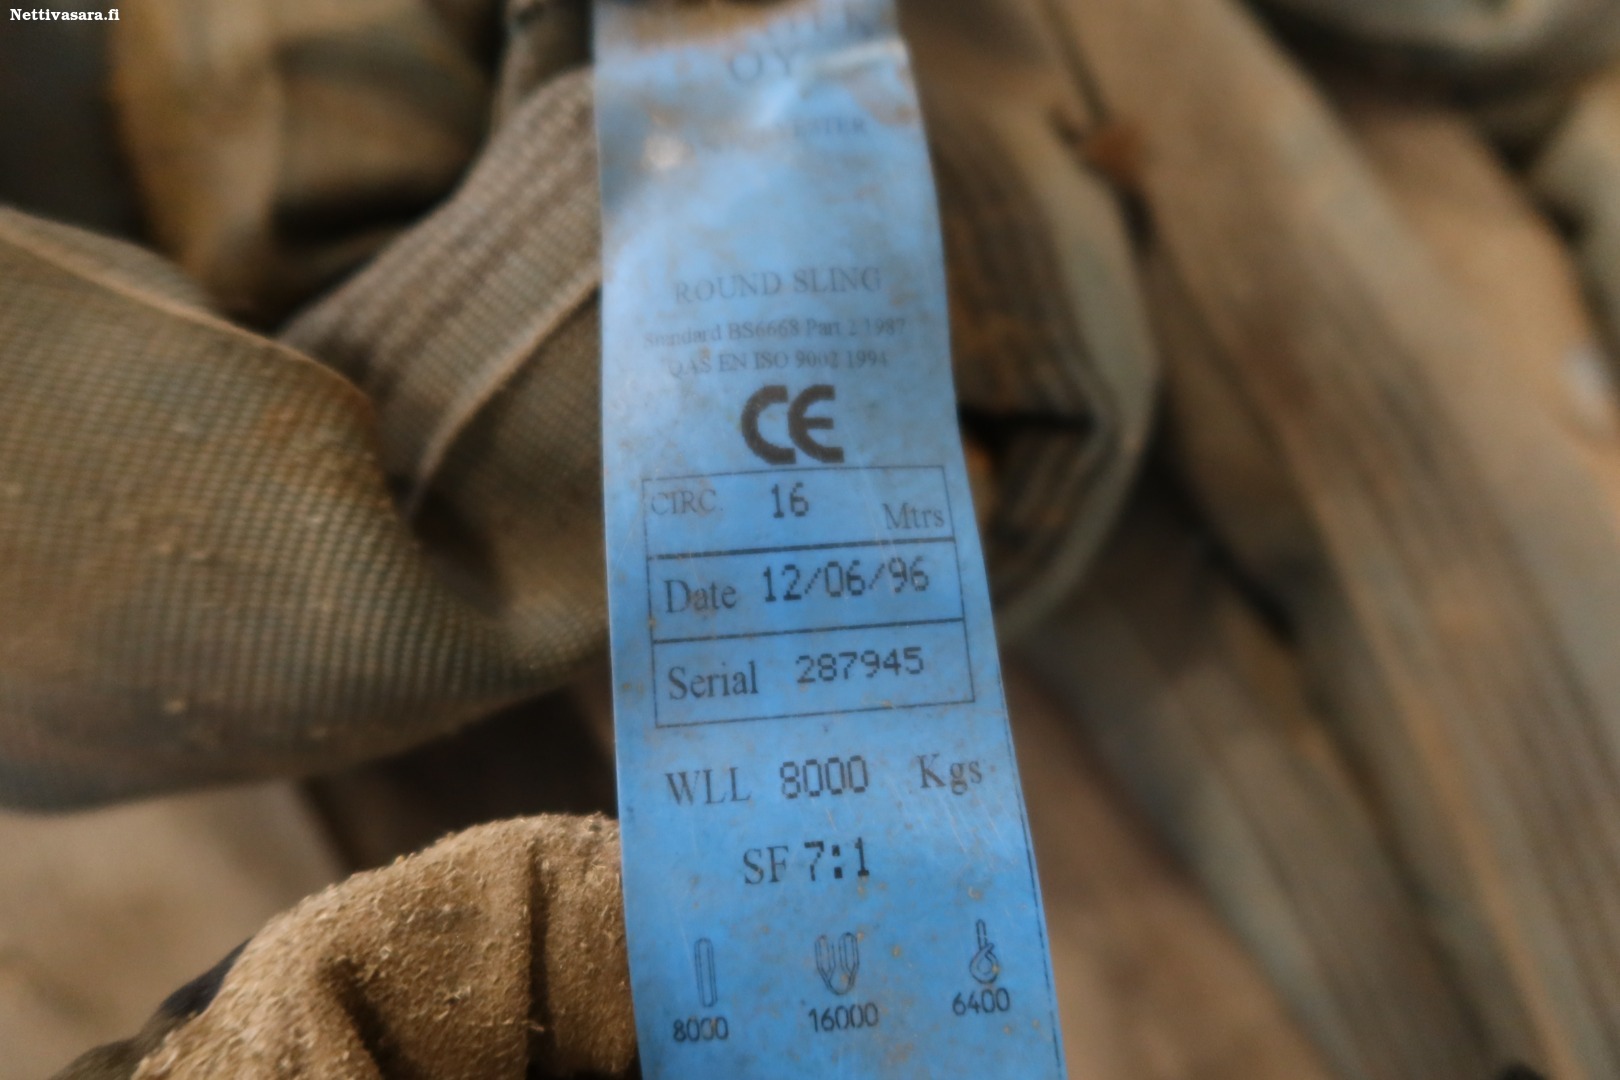 Nettivasara.fi
OY
ROUND SLING
Standard BS6668 Part 2 1987
QAS EN ISO 9002 1994
CE
CIRC. 16 Mtrs
Date 12/06/96
Serial 287945
WLL 8000 Kgs
SF 7:1
8000 16000 6400